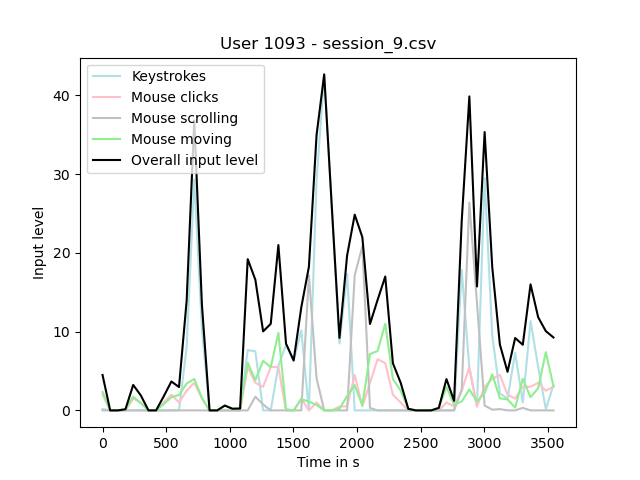 User 1093 - session_9.csv
Keystrokes
Mouse clicks
Mouse scrolling
Mouse moving
Overall input level
Input level
40
30
20
10
0
0 500 1000 1500 2000 2500 3000 3500
Time in s